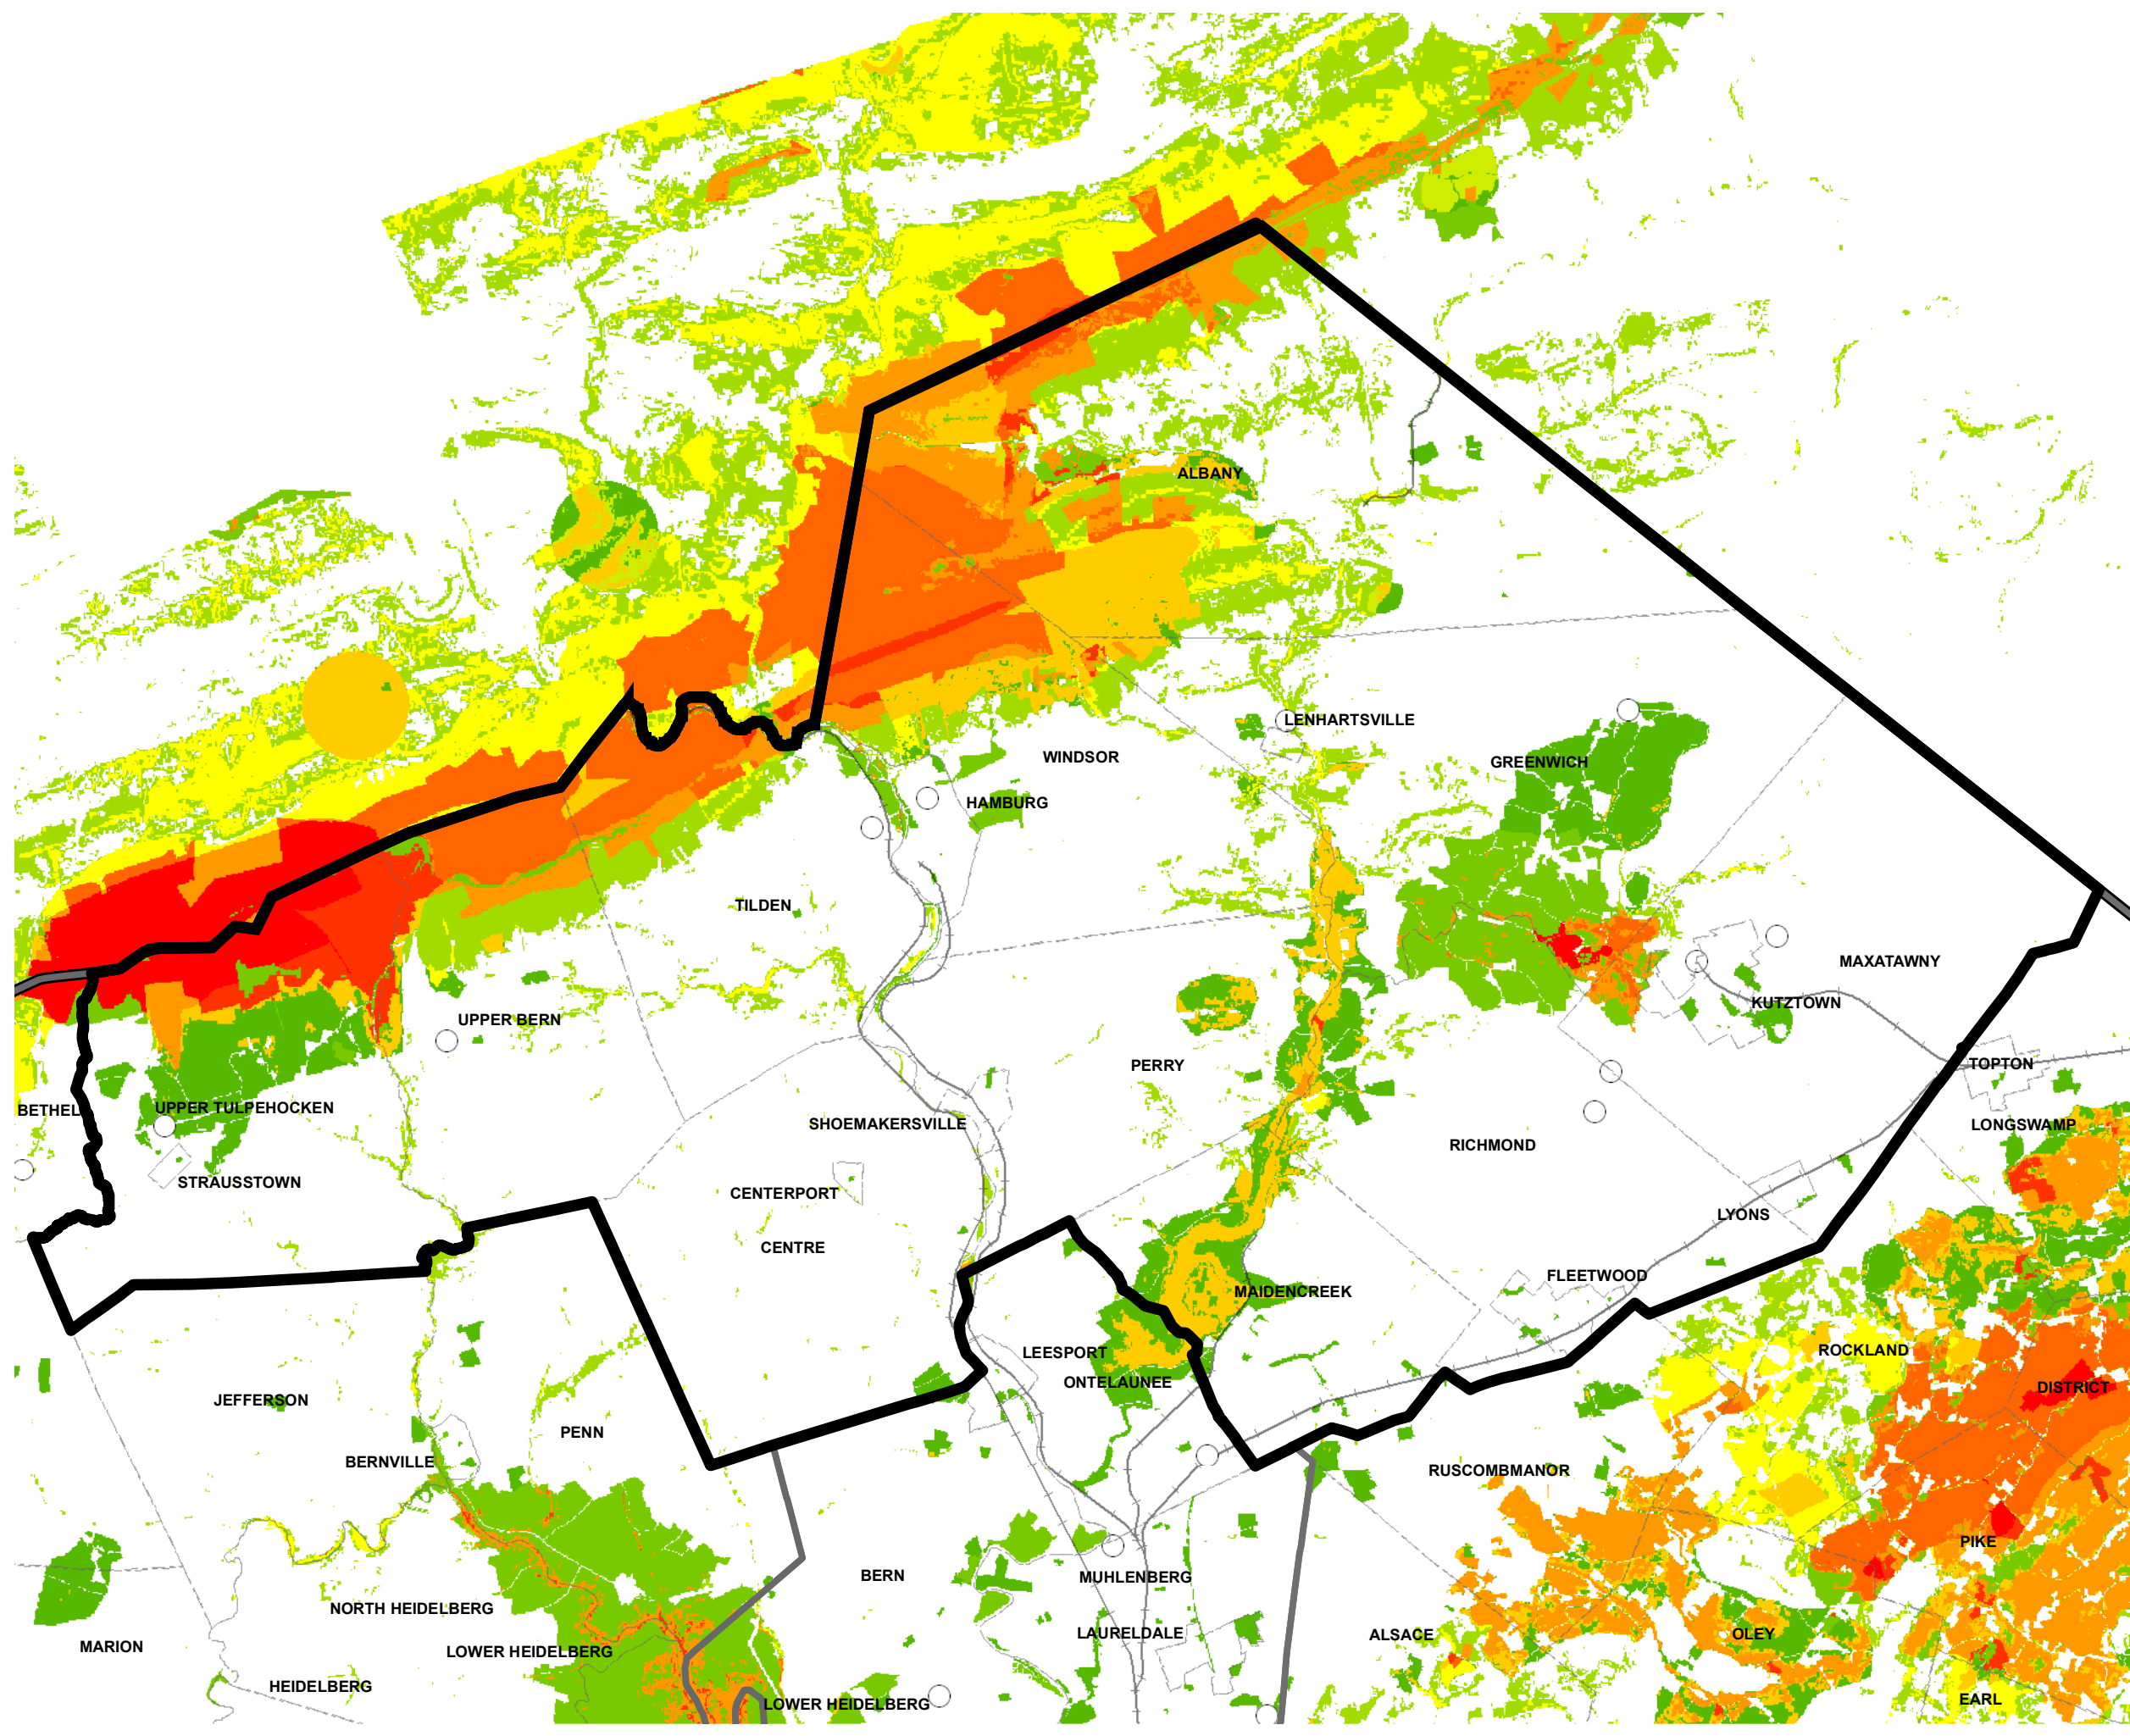 ALBANY
LENHARTSVILLE
WINDSOR
GREENWICH
HAMBURG
TILDEN
MAXATAWNY
KUTZTOWN
UPPER BERN
PERRY
TOPTON
BETHEL
UPPER TULPEHOCKEN
SHOEMAKERSVILLE
LONGSWAMP
RICHMOND
STRAUSSTOWN
CENTERPORT
LYONS
CENTRE
FLEETWOOD
MAIDENCREEK
LEESPORT
ROCKLAND
ONTELAUNEE
DISTRICT
JEFFERSON
PENN
BERNVILLE
RUSCOMBMANOR
PIKE
BERN
MUHLENBERG
NORTH HEIDELBERG
LAURELDALE
ALSACE
OLEY
MARION
LOWER HEIDELBERG
HEIDELBERG
LOWER HEIDELBERG
EARL